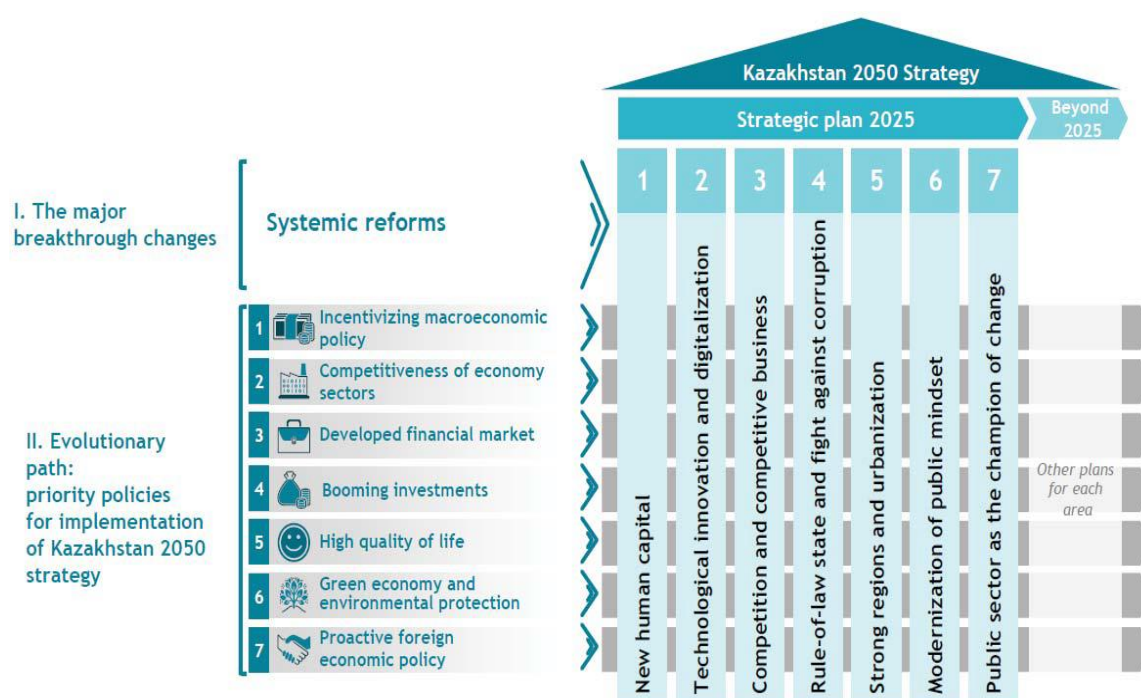 Kazakhstan 2050 Strategy
Strategic plan 2025
Beyond
2025
1
2
3
4
5
6
7
I. The major
breakthrough changes
Systemic reforms
New human capital
Technological innovation and digitalization
Competition and competitive business
Rule-of-law state and fight against corruption
Strong regions and urbanization
Modernization of public mindset
Public sector as the champion of change
II. Evolutionary
path:
priority policies
for implementation
of Kazakhstan 2050
strategy
1
Incentivizing macroeconomic
policy
2
Competitiveness of economy
sectors
3
Developed financial market
4
Booming investments
5
High quality of life
6
Green economy and
environmental protection
7
Proactive foreign
economic policy
Other plans
for each
area